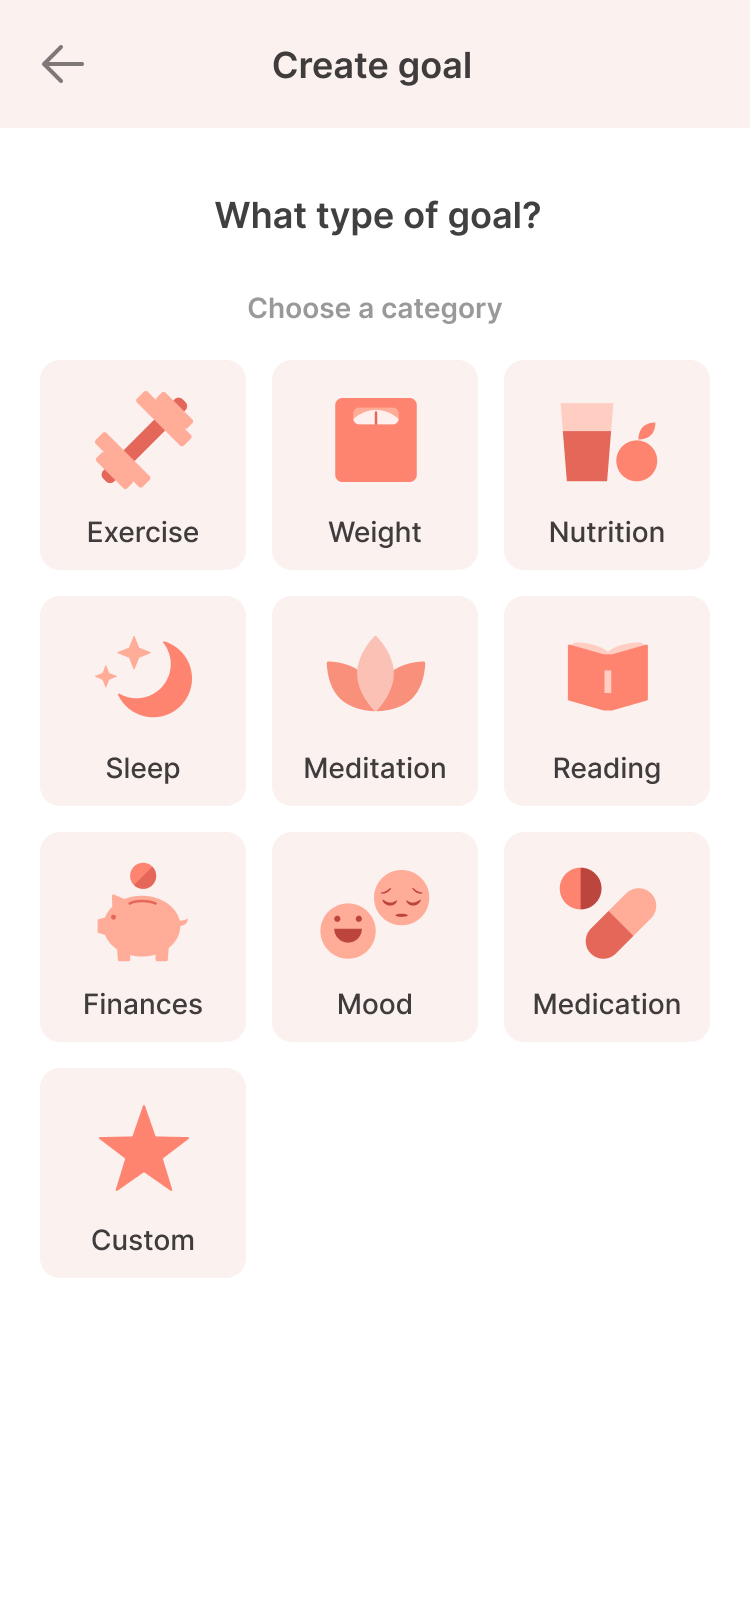 Create goal
What type of goal?
Choose a category
Exercise
Weight
Nutrition
Sleep
Meditation
Reading
Finances
Mood
Medication
Custom